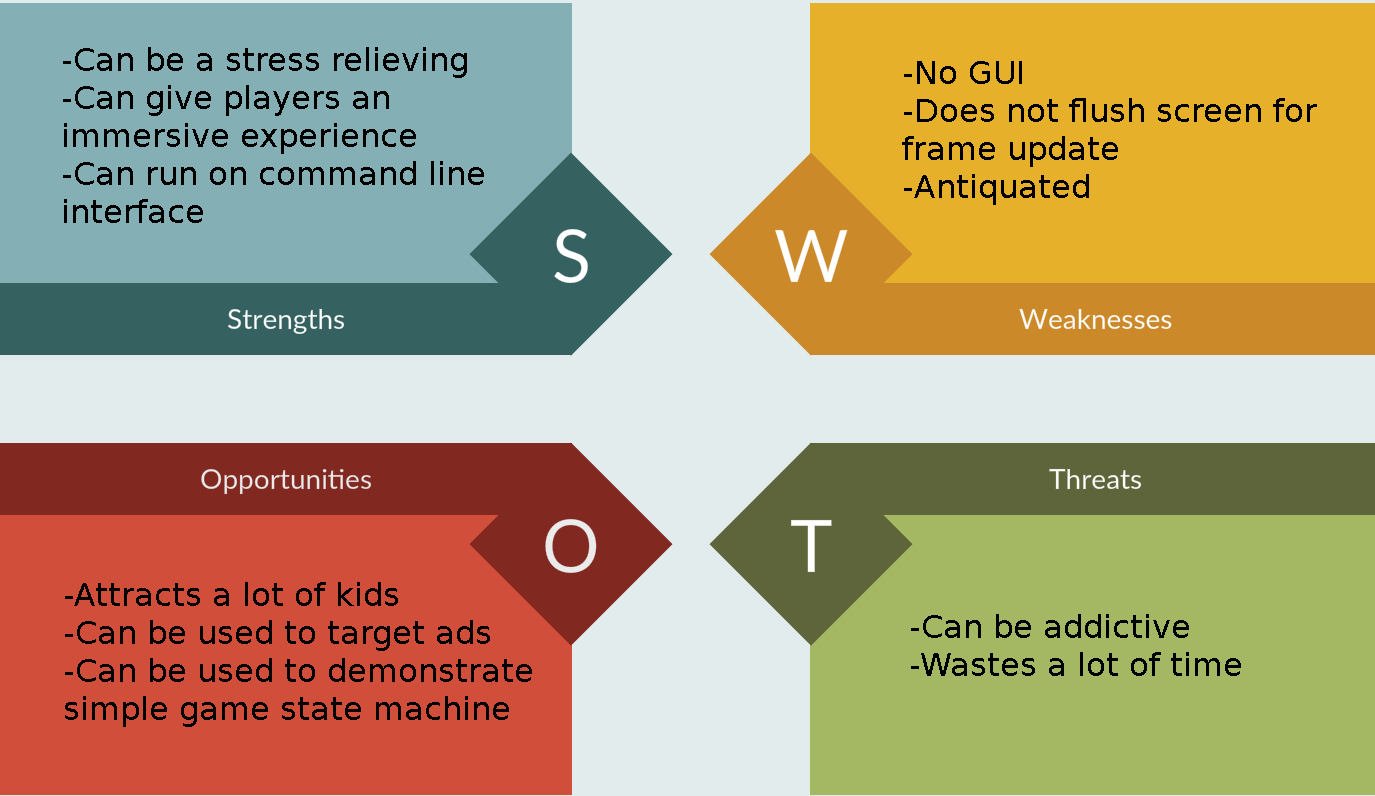 -Can be a stress relieving
-Can give players an
immersive experience
-Can run on command line
interface
S
Strengths
-No GUI
-Does not flush screen for
frame update
-Antiquated
W
Weaknesses
Opportunities
O
-Attracts a lot of kids
-Can be used to target ads
-Can be used to demonstrate
simple game state machine
Threats
T
-Can be addictive
-Wastes a lot of time